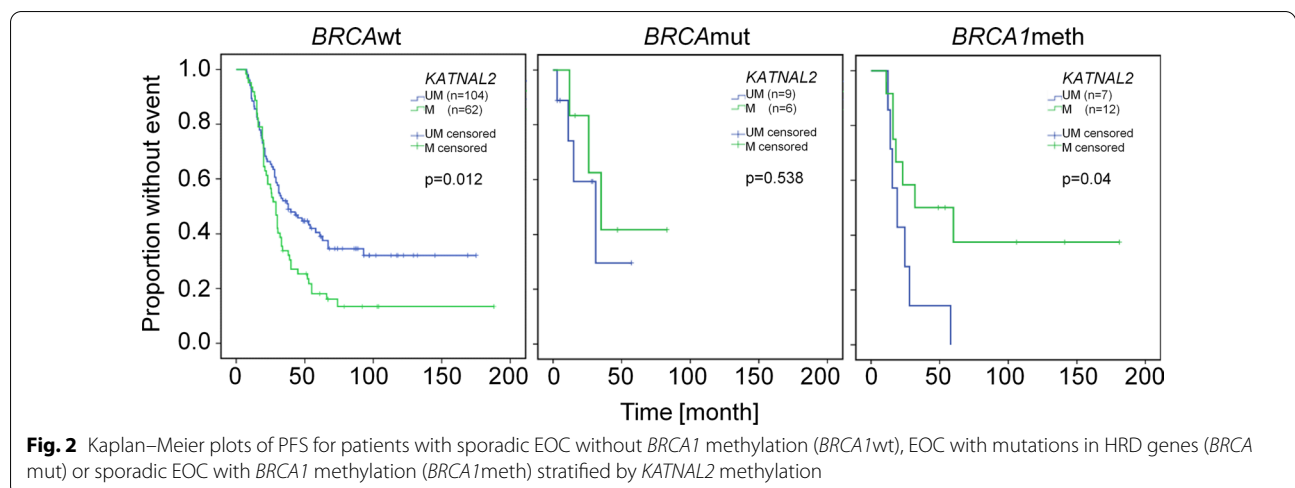 BRCAwt
BRCAmut
BRCA1meth
Proportion without event
1.0
0.8
0.6
0.4
0.2
0.0
KATNAL2
UM (n=104)
M (n=62)
UM censored
M censored
p=0.012
0 50 100 150 200
KATNAL2
UM (n=9)
M (n=6)
UM censored
M censored
p=0.538
0 50 100 150 200
KATNAL2
UM (n=7)
M (n=12)
UM censored
M censored
p=0.04
0 50 100 150 200
Time [month]
Fig. 2 Kaplan–Meier plots of PFS for patients with sporadic EOC without BRCA1 methylation (BRCA1wt), EOC with mutations in HRD genes (BRCA
mut) or sporadic EOC with BRCA1 methylation (BRCA1meth) stratified by KATNAL2 methylation